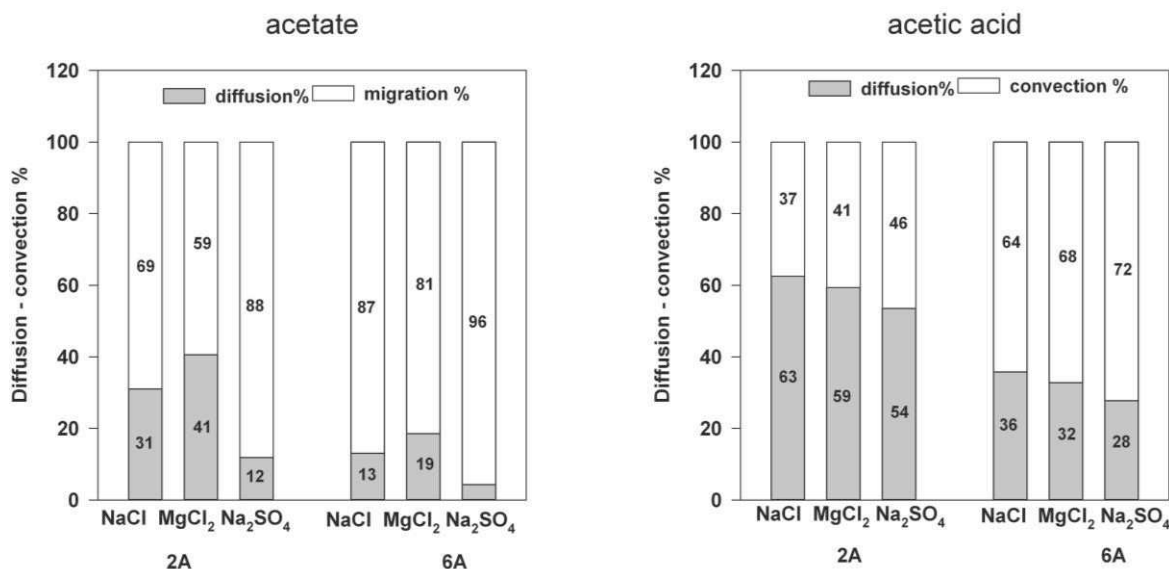 acetate
120
100
80
60
40
20
0
Diffusion - convection %
diffusion% migration %
69 59 88 87 81 96
31 41 12 13 19
NaCl MgCl₂ Na₂SO₄ NaCl MgCl₂ Na₂SO₄
2A 6A
acetic acid
120
100
80
60
40
20
0
Diffusion - convection %
diffusion% convection %
37 41 46 64 68 72
63 59 54 36 32 28
NaCl MgCl₂ Na₂SO₄ NaCl MgCl₂ Na₂SO₄
2A 6A